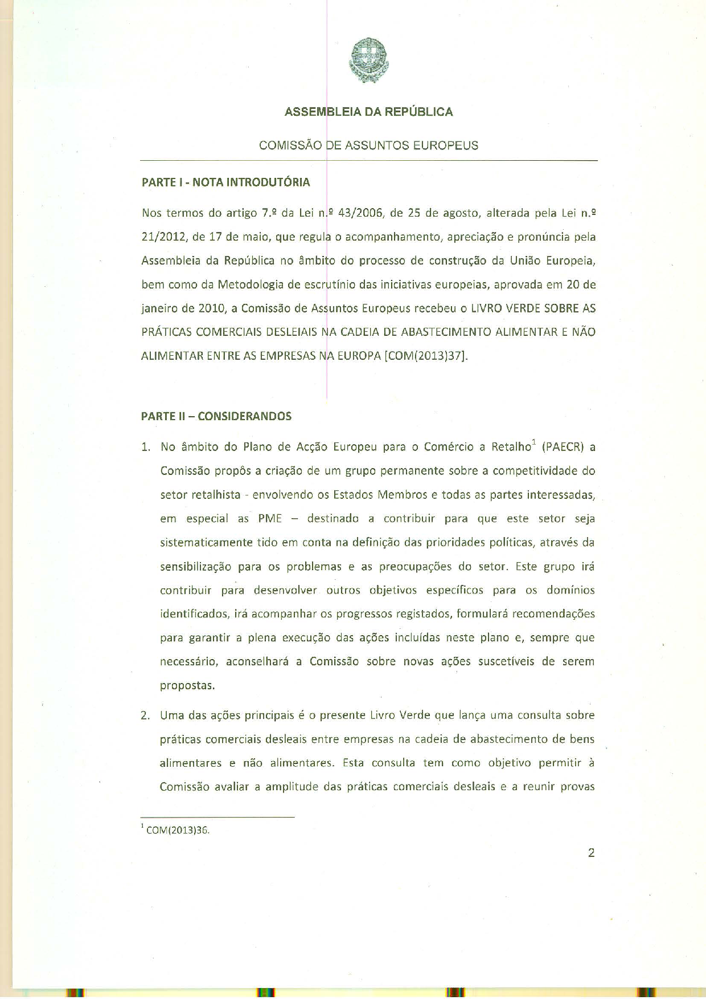 ASSEMBLEIA DA REPÚBLICA
COMISSÃO DE ASSUNTOS EUROPEUS
PARTE I - NOTA INTRODUTÓRIA
Nos termos do artigo 7.º da Lei n.º 43/2006, de 25 de agosto, alterada pela Lei n.º
21/2012, de 17 de maio, que regula o acompanhamento, apreciação e pronúncia pela
Assembleia da República no âmbito do processo de construção da União Europeia,
bem como da Metodologia de escrutínio das iniciativas europeias, aprovada em 20 de
janeiro de 2010, a Comissão de Assuntos Europeus recebeu o LIVRO VERDE SOBRE AS
PRÁTICAS COMERCIAIS DESLEIAIS NA CADEIA DE ABASTECIMENTO ALIMENTAR E NÃO
ALIMENTAR ENTRE AS EMPRESAS NA EUROPA [COM(2013)37].
PARTE II – CONSIDERANDOS
1. No âmbito do Plano de Acção Europeu para o Comércio a Retalho¹ (PAECR) a
Comissão propôs a criação de um grupo permanente sobre a competitividade do
setor retalhista - envolvendo os Estados Membros e todas as partes interessadas,
em especial as PME – destinado a contribuir para que este setor seja
sistematicamente tido em conta na definição das prioridades políticas, através da
sensibilização para os problemas e as preocupações do setor. Este grupo irá
contribuir para desenvolver outros objetivos específicos para os domínios
identificados, irá acompanhar os progressos registados, formulará recomendações
para garantir a plena execução das ações incluídas neste plano e, sempre que
necessário, aconselhará a Comissão sobre novas ações suscetíveis de serem
propostas.
2. Uma das ações principais é o presente Livro Verde que lança uma consulta sobre
práticas comerciais desleais entre empresas na cadeia de abastecimento de bens
alimentares e não alimentares. Esta consulta tem como objetivo permitir à
Comissão avaliar a amplitude das práticas comerciais desleais e a reunir provas
¹ COM(2013)36.
2